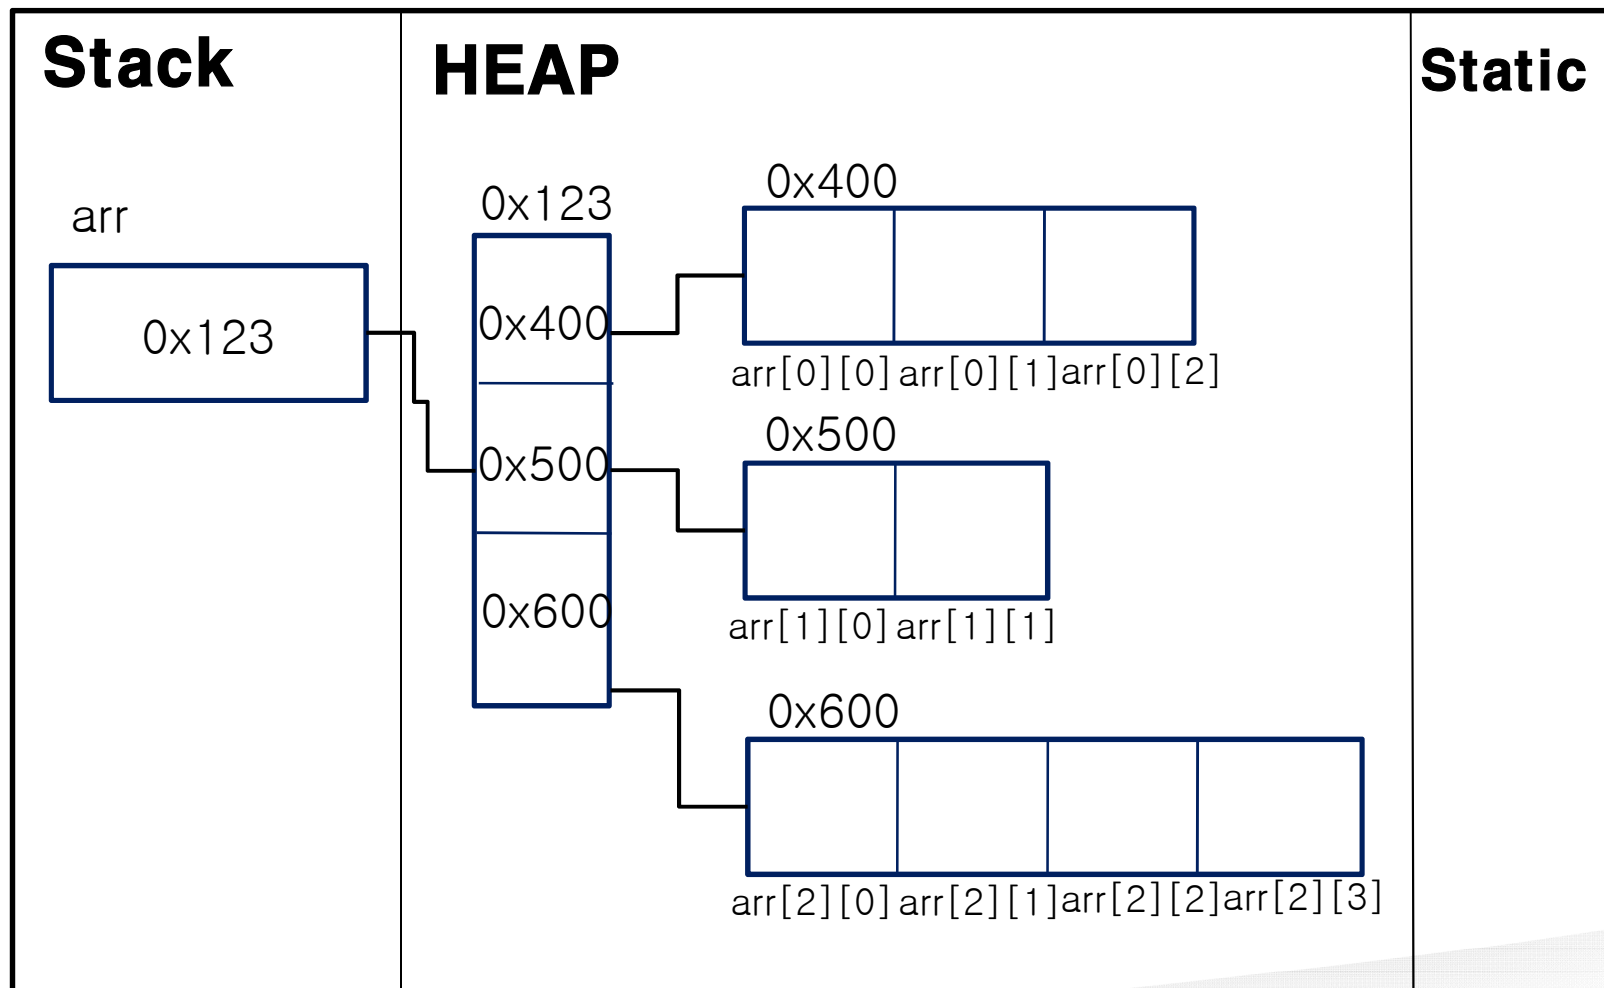 Stack
HEAP
Static
arr
0x123
0x123
0x400
0x500
0x600
0x400
arr[0][0] arr[0][1] arr[0][2]
0x500
arr[1][0] arr[1][1]
0x600
arr[2][0] arr[2][1] arr[2][2] arr[2][3]